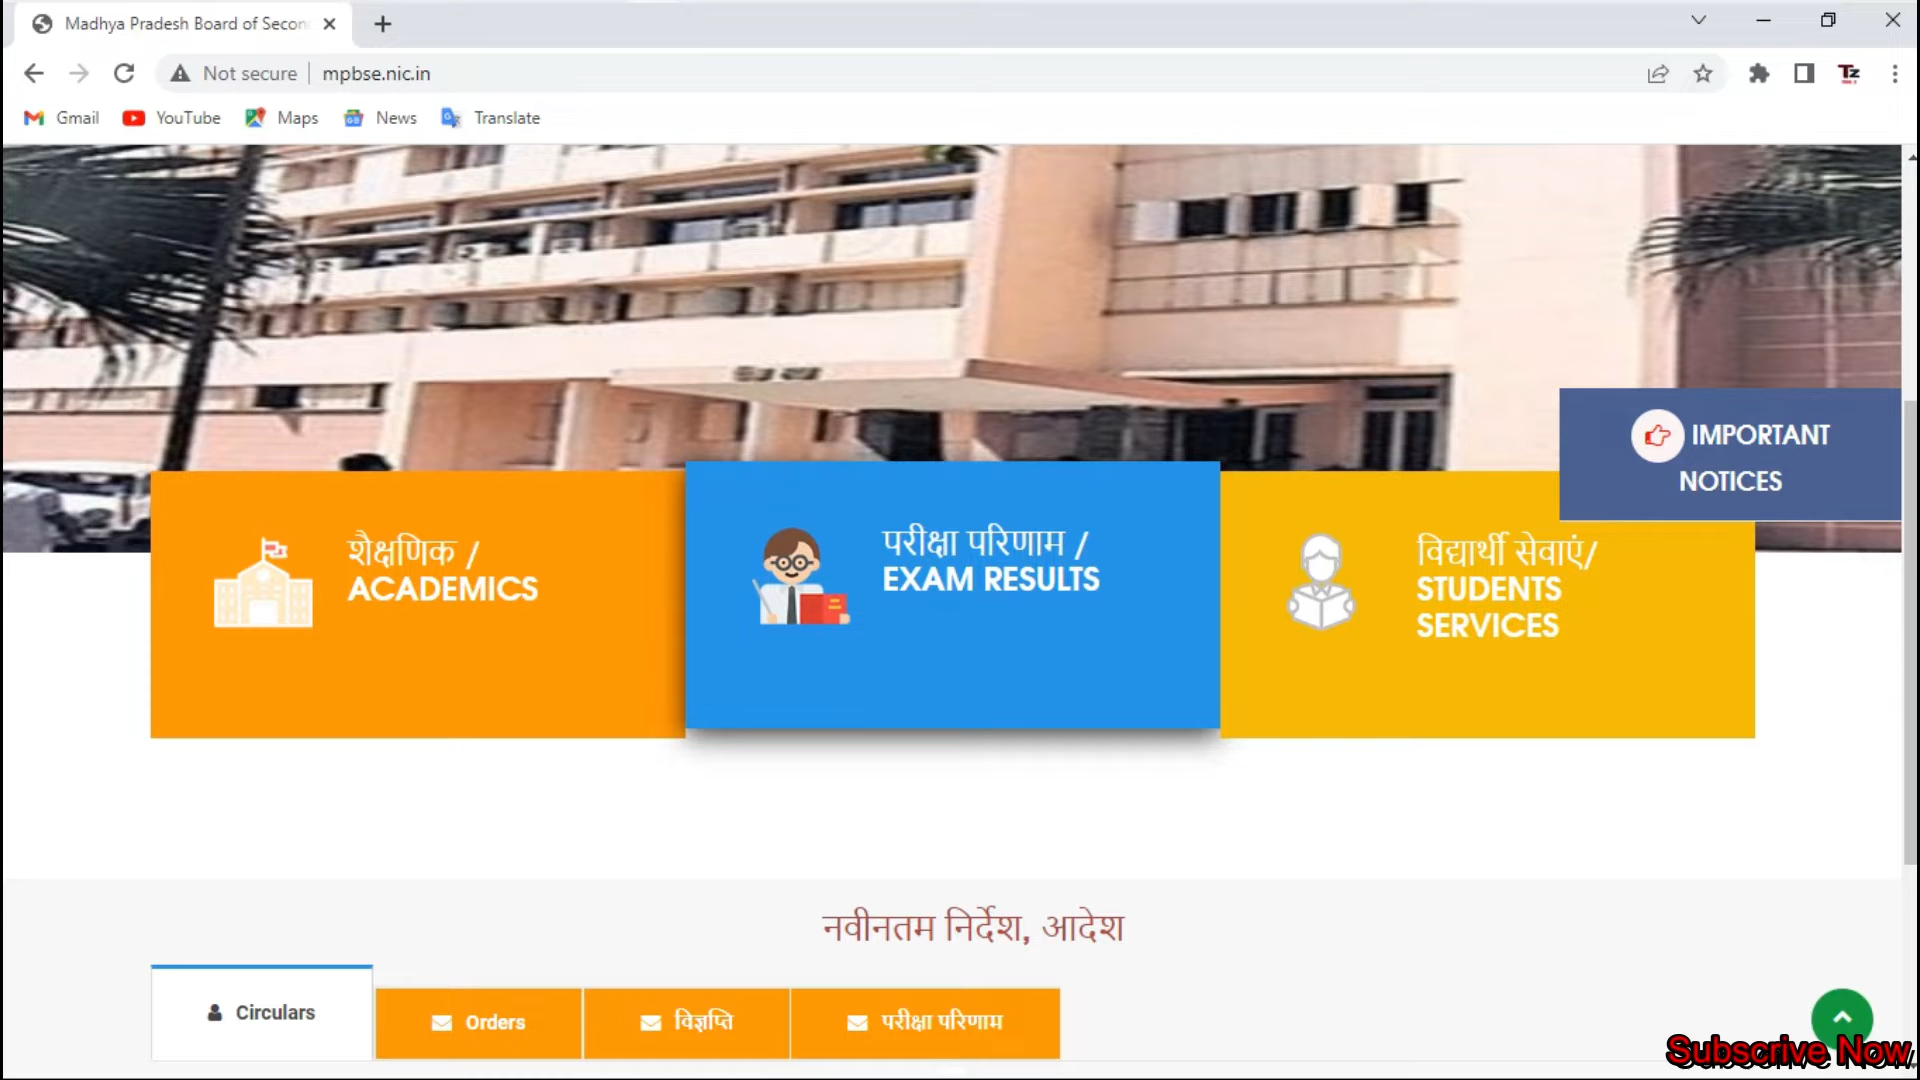 Madhya Pradesh Board of Secon
Not secure
mpbse.nic.in
Gmail
YouTube
Maps
News
Translate
IMPORTANT
NOTICES
शैक्षणिक /
ACADEMICS
परीक्षा परिणाम /
EXAM RESULTS
विद्यार्थी सेवाएं/
STUDENTS
SERVICES
नवीनतम निर्देश, आदेश
Circulars
Orders
विज्ञप्ति
परीक्षा परिणाम
Subscrive Now